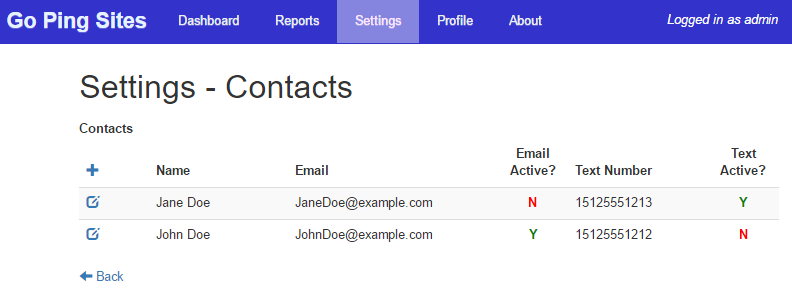 Go Ping Sites Dashboard Reports Settings Profile About Logged in as admin
Settings - Contacts
Contacts
Name Email Email Active? Text Number Text Active?
Jane Doe JaneDoe@example.com N 15125551213 Y
John Doe JohnDoe@example.com Y 15125551212 N
Back